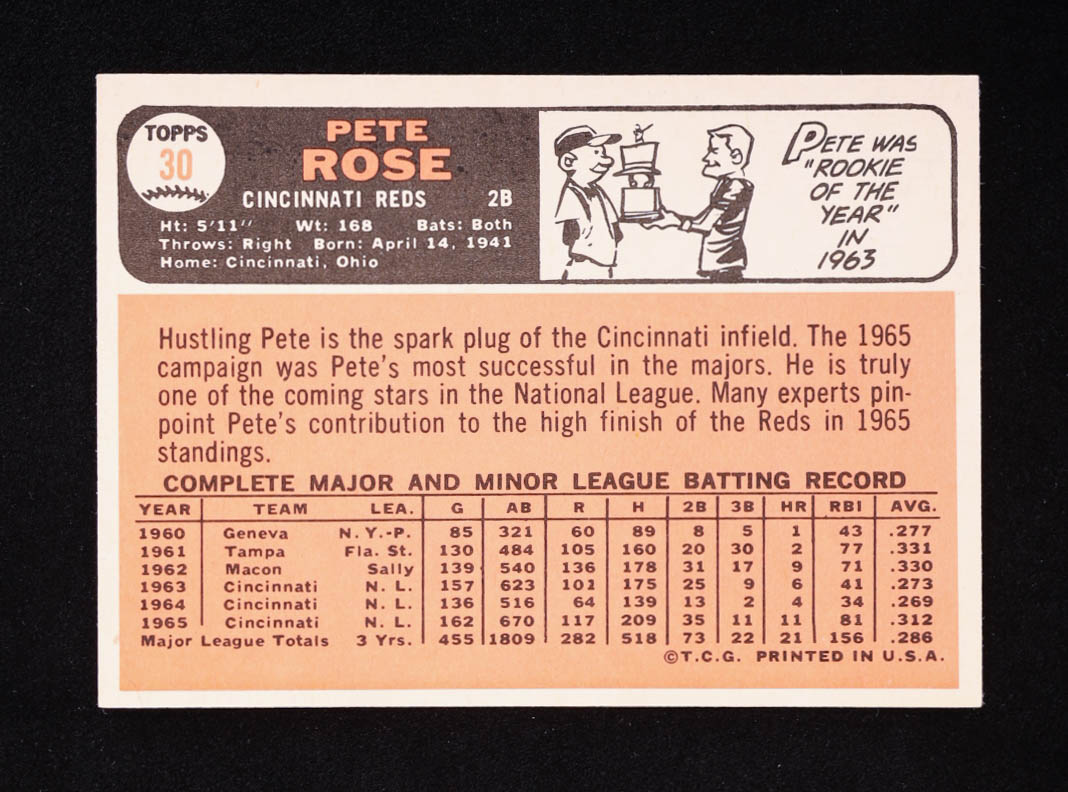 TOPPS
30
PETE
ROSE
CINCINNATI REDS 2B
Ht: 5'11" Wt: 168 Bats: Both
Throws: Right Born: April 14, 1941
Home: Cincinnati, Ohio
PETE WAS
"ROOKIE
OF THE
YEAR"
IN
1963
Hustling Pete is the spark plug of the Cincinnati infield. The 1965
campaign was Pete's most successful in the majors. He is truly
one of the coming stars in the National League. Many experts pin-
point Pete's contribution to the high finish of the Reds in 1965
standings.
COMPLETE MAJOR AND MINOR LEAGUE BATTING RECORD
YEAR TEAM LEA. G AB R H 2B 3B HR RBI AVG.
1960 Geneva N.Y.-P. 85 321 60 89 8 5 1 43 .277
1961 Tampa Fla. St. 130 484 105 160 20 30 2 77 .331
1962 Macon Sally 139 540 136 178 31 17 9 71 .330
1963 Cincinnati N. L. 157 623 101 175 25 9 6 41 .273
1964 Cincinnati N. L. 136 516 64 139 13 2 4 34 .269
1965 Cincinnati N. L. 162 670 117 209 35 11 11 81 .312
Major League Totals 3 Yrs. 455 1809 282 518 73 22 21 156 .286
©T.C.G. PRINTED IN U.S.A.